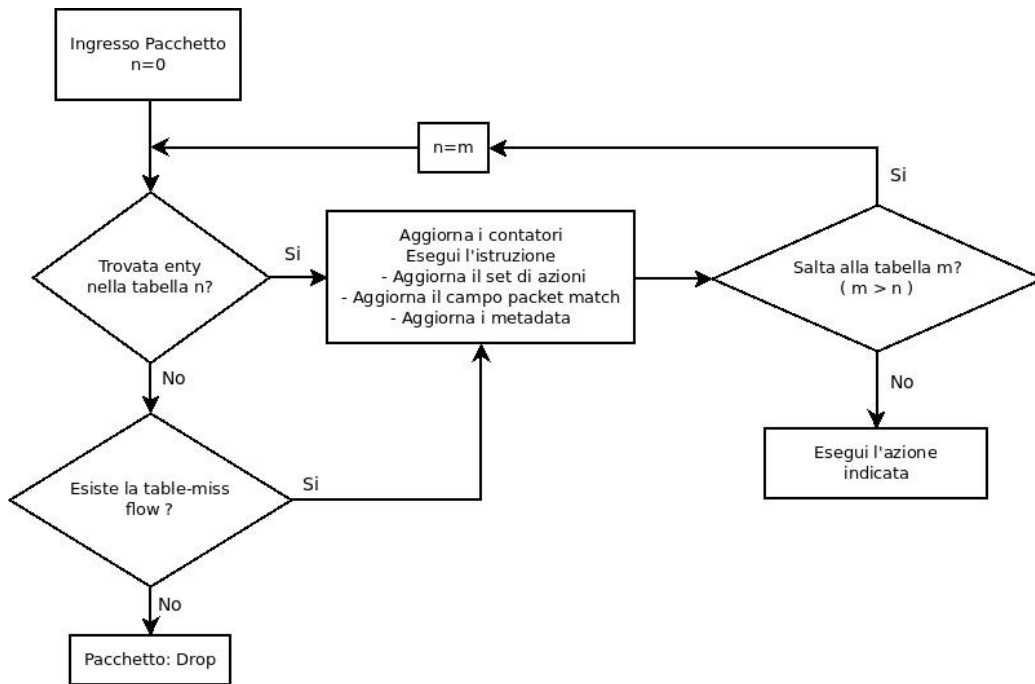 Ingresso Pacchetto
n=0
n=m
Si
Trovata enty
nella tabella n?
Si
Aggiorna i contatori
Esegui l'istruzione
- Aggiorna il set di azioni
- Aggiorna il campo packet match
- Aggiorna i metadata
Salta alla tabella m?
( m > n )
No
No
Esegui l'azione
indicata
Esiste la table-miss
flow ?
Si
No
Pacchetto: Drop